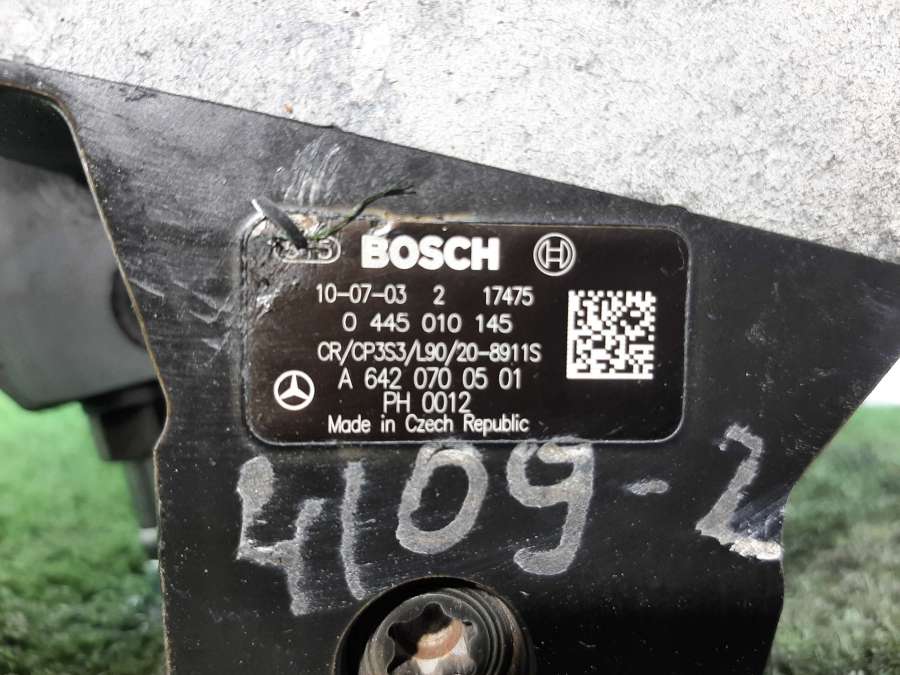 BOSCH
10-07-03 2 17475
0 445 010 145
CR/CP3S3/L90/20-8911S
A 642 070 05 01
PH 0012
Made in Czech Republic
4109-2